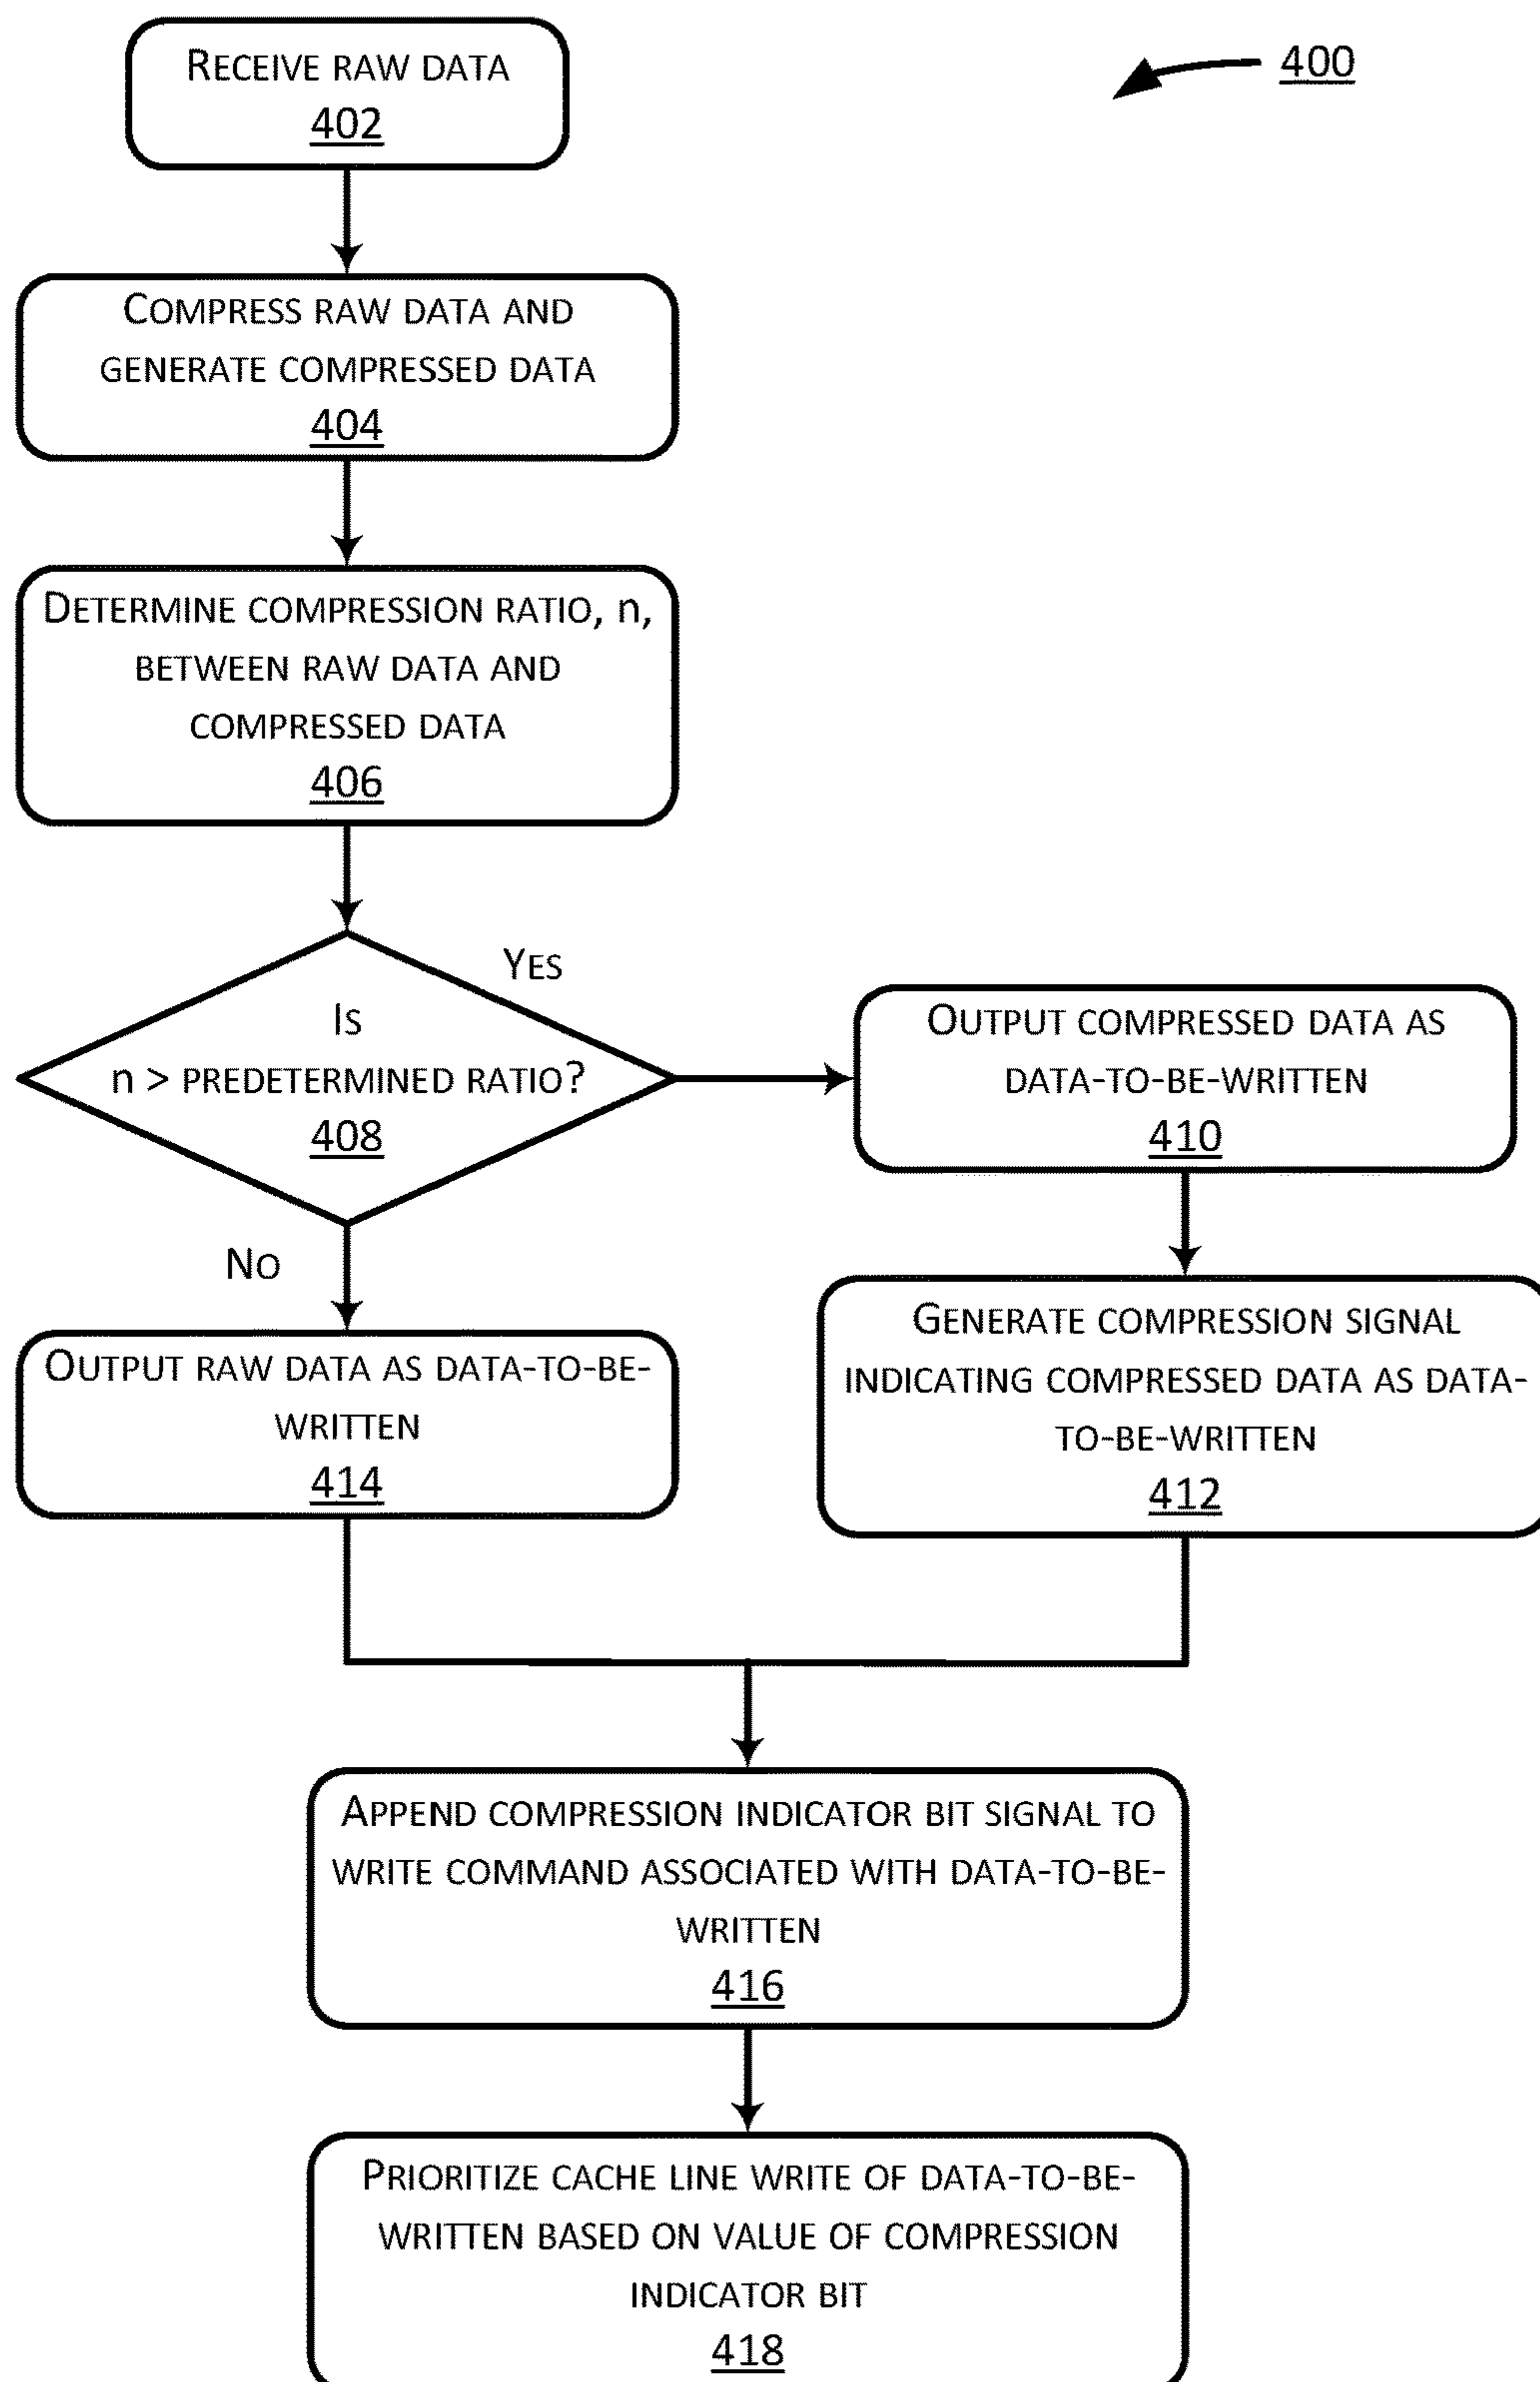 RECEIVE RAW DATA
402
400
COMPRESS RAW DATA AND
GENERATE COMPRESSED DATA
404
DETERMINE COMPRESSION RATIO, n,
BETWEEN RAW DATA AND
COMPRESSED DATA
406
YES
IS
n > PREDETERMINED RATIO?
408
OUTPUT COMPRESSED DATA AS
DATA-TO-BE-WRITTEN
410
NO
GENERATE COMPRESSION SIGNAL
INDICATING COMPRESSED DATA AS DATA-
TO-BE-WRITTEN
412
OUTPUT RAW DATA AS DATA-TO-BE-
WRITTEN
414
APPEND COMPRESSION INDICATOR BIT SIGNAL TO
WRITE COMMAND ASSOCIATED WITH DATA-TO-BE-
WRITTEN
416
PRIORITIZE CACHE LINE WRITE OF DATA-TO-BE-
WRITTEN BASED ON VALUE OF COMPRESSION
INDICATOR BIT
418